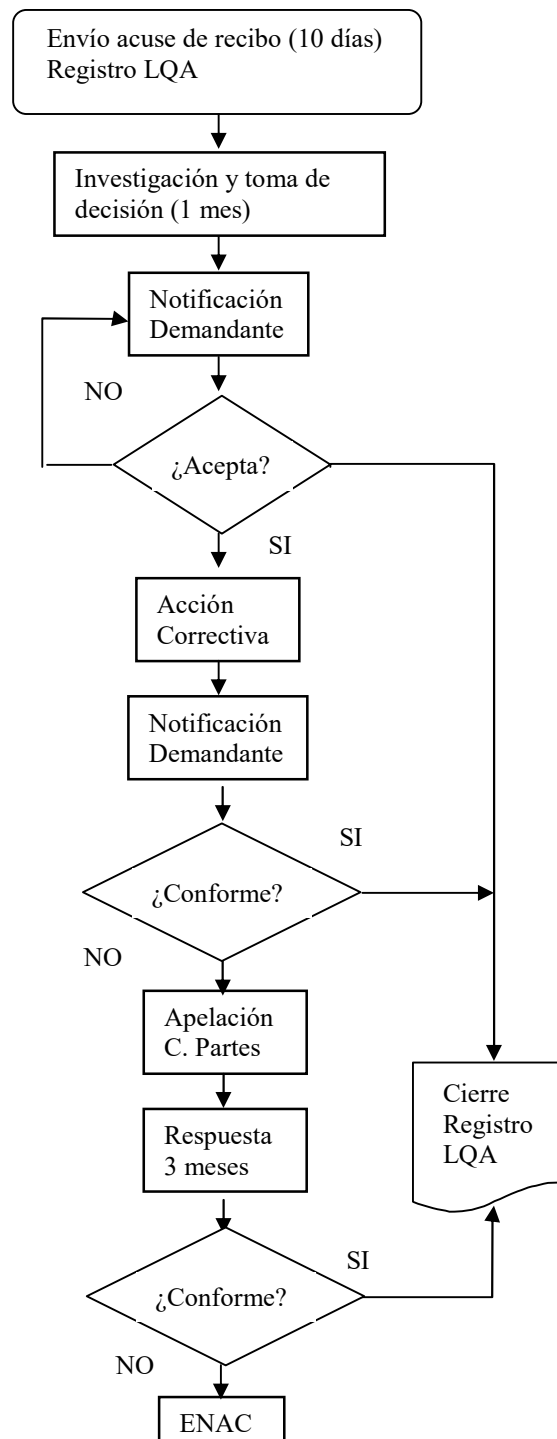 Envío acuse de recibo (10 días)
Registro LQA
Investigación y toma de
decisión (1 mes)
Notificación
Demandante
NO
¿Acepta?
SI
Acción
Correctiva
Notificación
Demandante
SI
¿Conforme?
NO
Apelación
C. Partes
Cierre
Registro
LQA
Respuesta
3 meses
SI
¿Conforme?
NO
ENAC